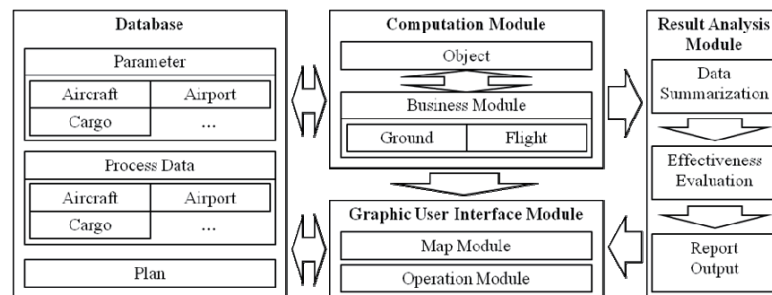 Database
Parameter
Aircraft Airport
Cargo ...
Process Data
Aircraft Airport
Cargo ...
Plan
Computation Module
Object
Business Module
Ground Flight
Graphic User Interface Module
Map Module
Operation Module
Result Analysis
Module
Data
Summarization
Effectiveness
Evaluation
Report
Output